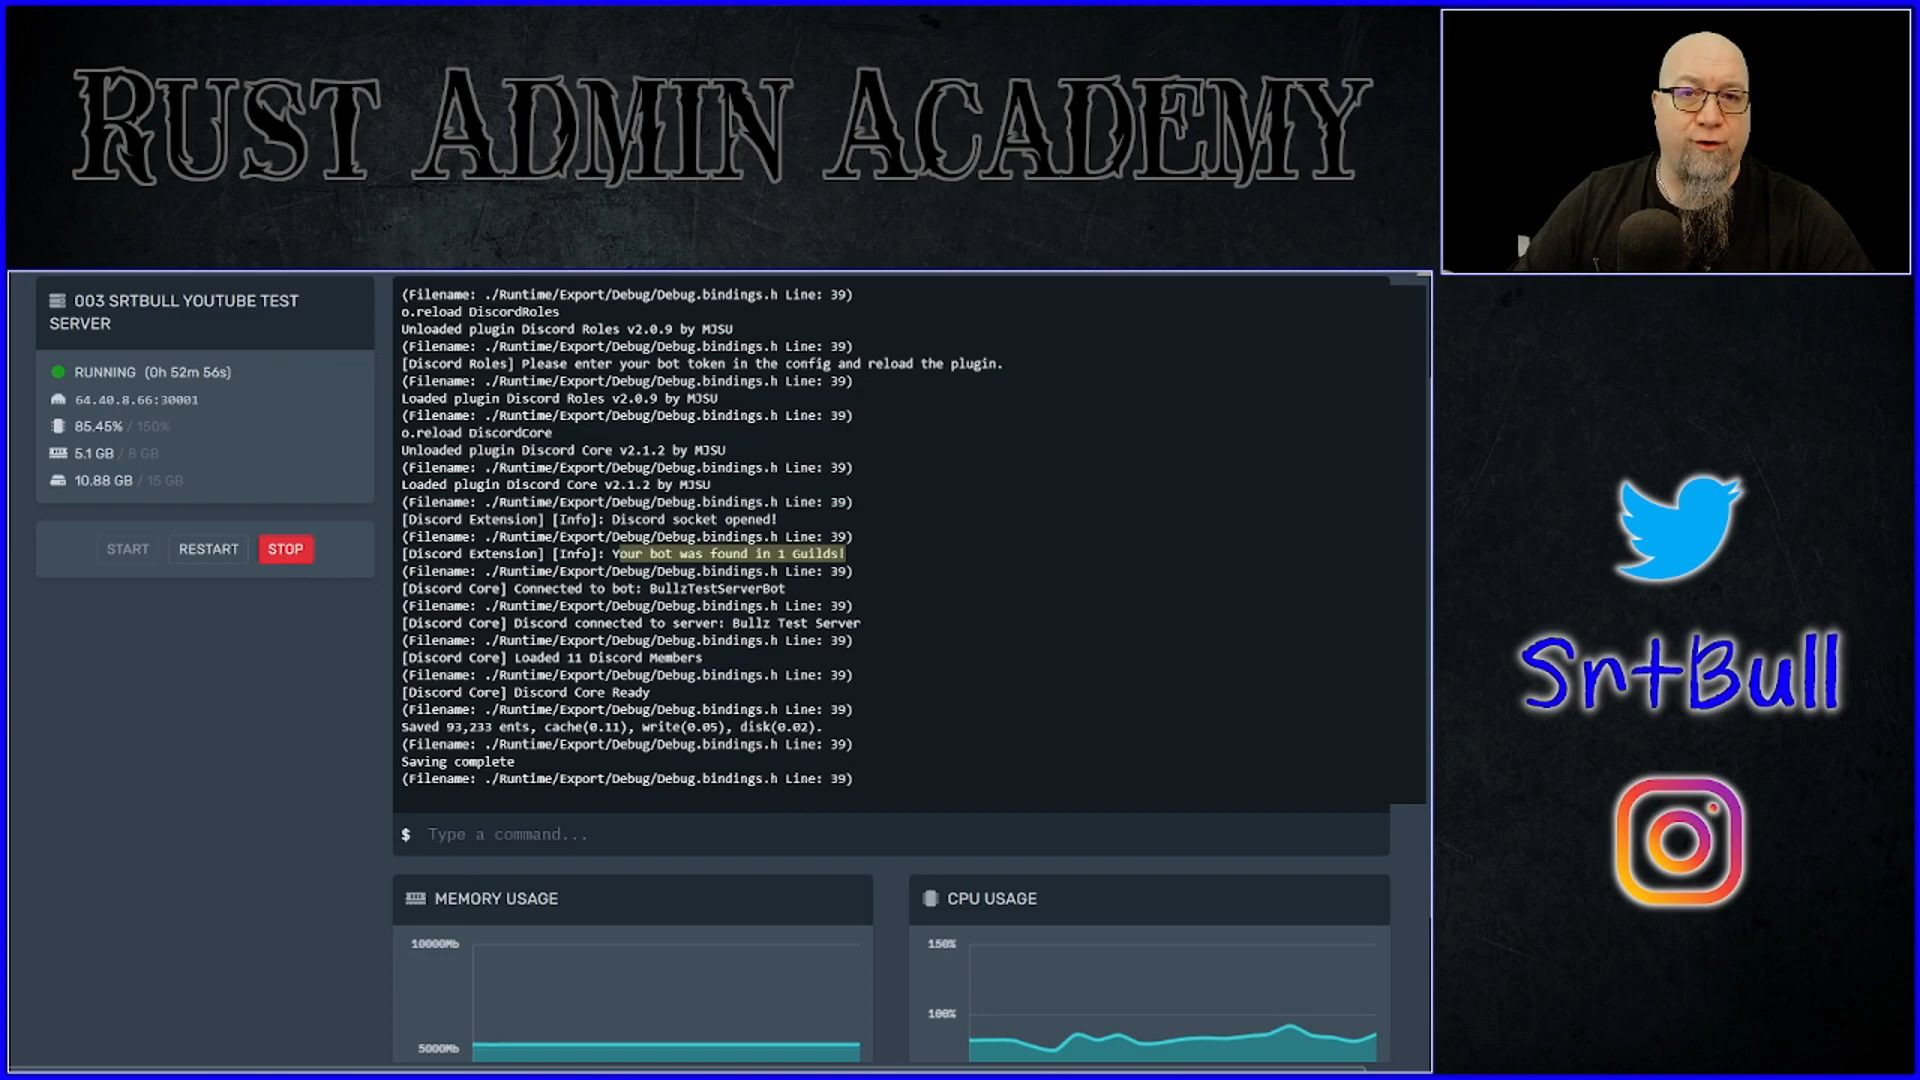 RUST ADMIN ACADEMY
003 SRTBULL YOUTUBE TEST
SERVER
RUNNING (0h 52m 56s)
64.40.8.66:30001
85.45% / 150%
5.1 GB / 8 GB
10.88 GB / 15 GB
START RESTART STOP
(Filename: ./Runtime/Export/Debug/Debug.bindings.h Line: 39)
o.reload DiscordRoles
Unloaded plugin Discord Roles v2.0.9 by MJSU
(Filename: ./Runtime/Export/Debug/Debug.bindings.h Line: 39)
[Discord Roles] Please enter your bot token in the config and reload the plugin.
(Filename: ./Runtime/Export/Debug/Debug.bindings.h Line: 39)
Loaded plugin Discord Roles v2.0.9 by MJSU
(Filename: ./Runtime/Export/Debug/Debug.bindings.h Line: 39)
o.reload DiscordCore
Unloaded plugin Discord Core v2.1.2 by MJSU
(Filename: ./Runtime/Export/Debug/Debug.bindings.h Line: 39)
Loaded plugin Discord Core v2.1.2 by MJSU
(Filename: ./Runtime/Export/Debug/Debug.bindings.h Line: 39)
[Discord Extension] [Info]: Discord socket opened!
(Filename: ./Runtime/Export/Debug/Debug.bindings.h Line: 39)
[Discord Extension] [Info]: Your bot was found in 1 Guilds!
(Filename: ./Runtime/Export/Debug/Debug.bindings.h Line: 39)
[Discord Core] Connected to bot: BullzTestServerBot
(Filename: ./Runtime/Export/Debug/Debug.bindings.h Line: 39)
[Discord Core] Discord connected to server: Bullz Test Server
(Filename: ./Runtime/Export/Debug/Debug.bindings.h Line: 39)
[Discord Core] Loaded 11 Discord Members
(Filename: ./Runtime/Export/Debug/Debug.bindings.h Line: 39)
[Discord Core] Discord Core Ready
(Filename: ./Runtime/Export/Debug/Debug.bindings.h Line: 39)
Saved 93,233 ents, cache(0.11), write(0.05), disk(0.02).
(Filename: ./Runtime/Export/Debug/Debug.bindings.h Line: 39)
Saving complete
(Filename: ./Runtime/Export/Debug/Debug.bindings.h Line: 39)
$ Type a command...
MEMORY USAGE
10000Mb
5000Mb
CPU USAGE
150%
100%
SrtBull